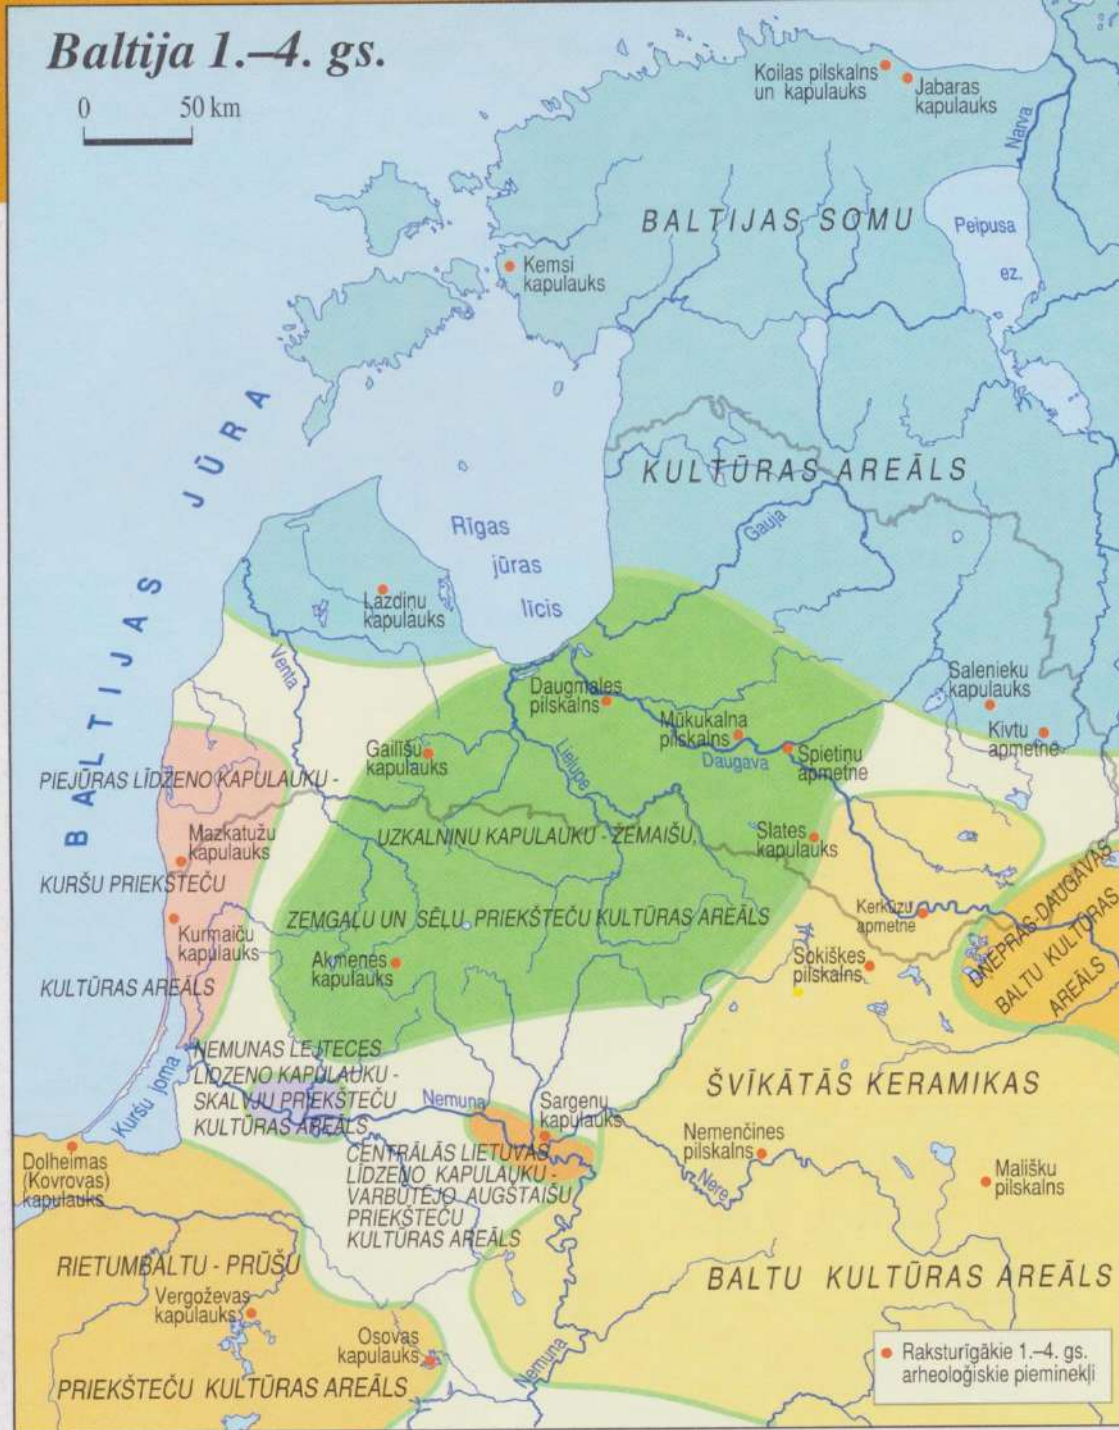 Baltija 1.–4. gs.
0 50 km
Koilas pilskalns
un kapulauks
Jabaras
kapulauks
Narva
BALTIJAS SOMU
Peipusa
ez.
Kemsi
kapulauks
BALTIJAS JŪRA
KULTŪRAS AREĀLS
Gauja
Rīgas
jūras
līcis
Lazdiņu
kapulauks
Venta
Salenieku
kapulauks
Daugmales
pilskalns
Mūkukalna
pilskalns
Kivtu
apmetne
Gailīšu
kapulauks
Lielupe
Daugava
Spietiņu
apmetne
PIEJŪRAS LĪDZENO KAPULAUKU -
Mazkatužu
kapulauks
UZKALNIŅU KAPULAUKU - ŽEMAIŠU,
Slates
kapulauks
KURŠU PRIEKŠTEČU
Kurmaiču
kapulauks
ZEMGAĻU UN SĒĻU PRIEKŠTEČU KULTŪRAS AREĀLS
Kerkūzu
apmetne
DŅEPRAS-DAUGAVAS
BALTU KULTŪRAS
AREĀLS
Akmenės
kapulauks
Sokiškes
pilskalns
KULTŪRAS AREĀLS
NEMUNAS LEJTECES
LĪDZENO KAPULAUKU -
SKALVJU PRIEKŠTEČU
KULTŪRAS AREĀLS
Kuršu joma
Nemuna
Sargenu
kapulauks
ŠVĪKĀTĀS KERAMIKAS
Nemenčines
pilskalns
Nere
CENTRĀLĀS LIETUVAS
LĪDZENO KAPULAUKU -
VARBŪTĒJO AUGŠTAIŠU
PRIEKŠTEČU
KULTŪRAS AREĀLS
Dolheimas
(Kovrovas)
kapulauks
Mališku
pilskalns
RIETUMBALTU - PRŪŠU
BALTU KULTŪRAS AREĀLS
Vergoževas
kapulauks
Osovas
kapulauks
Nemuna
PRIEKŠTEČU KULTŪRAS AREĀLS
Raksturīgākie 1.–4. gs.
arheoloģiskie pieminekļi